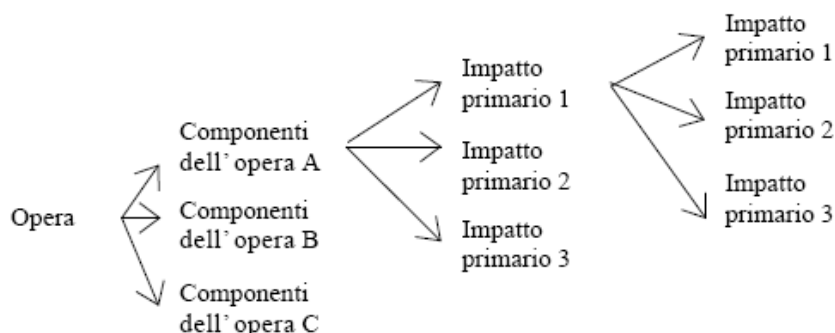 Opera
Componenti
dell' opera A
Componenti
dell' opera B
Componenti
dell' opera C
Impatto
primario 1
Impatto
primario 2
Impatto
primario 3
Impatto
primario 1
Impatto
primario 2
Impatto
primario 3